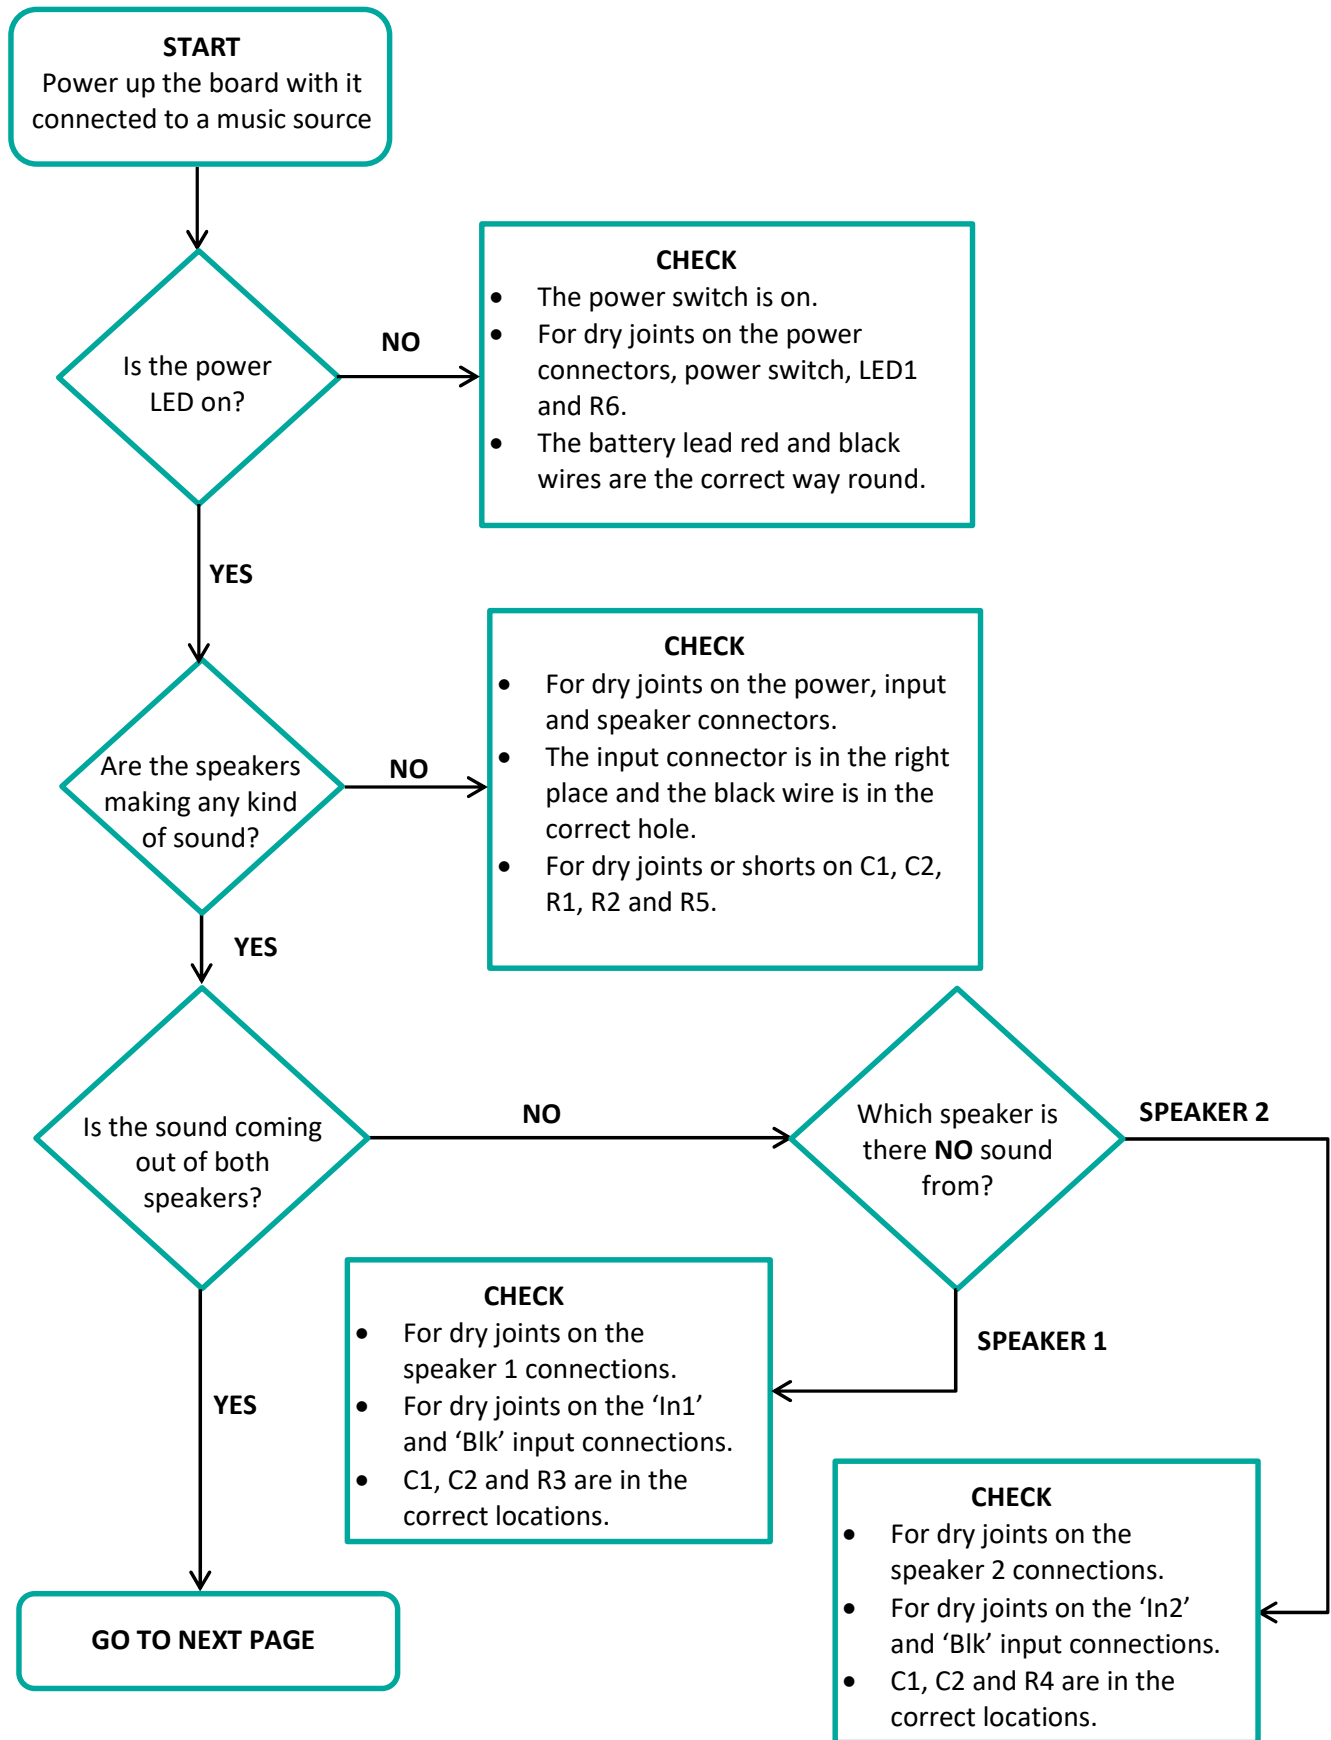 START
Power up the board with it
connected to a music source
Is the power
LED on?
NO
CHECK
• The power switch is on.
• For dry joints on the power
connectors, power switch, LED1
and R6.
• The battery lead red and black
wires are the correct way round.
YES
Are the speakers
making any kind
of sound?
NO
CHECK
• For dry joints on the power, input
and speaker connectors.
• The input connector is in the right
place and the black wire is in the
correct hole.
• For dry joints or shorts on C1, C2,
R1, R2 and R5.
YES
Is the sound coming
out of both
speakers?
NO
Which speaker is
there NO sound
from?
SPEAKER 2
SPEAKER 1
CHECK
• For dry joints on the
speaker 1 connections.
• For dry joints on the ‘In1’
and ‘Blk’ input connections.
• C1, C2 and R3 are in the
correct locations.
YES
CHECK
• For dry joints on the
speaker 2 connections.
• For dry joints on the ‘In2’
and ‘Blk’ input connections.
• C1, C2 and R4 are in the
correct locations.
GO TO NEXT PAGE